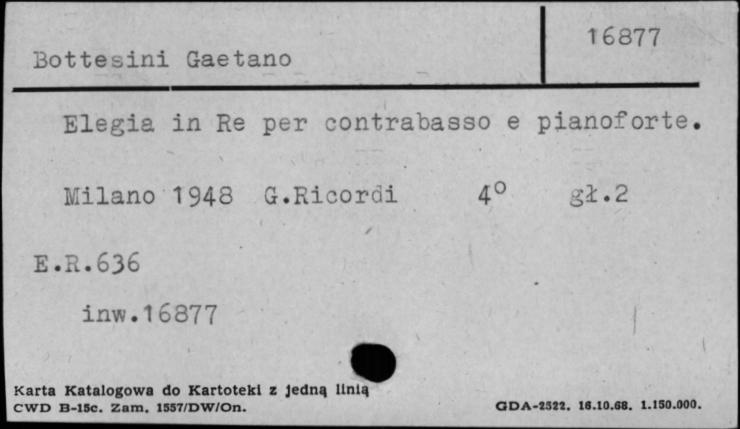 16877
Bottesini Gaetano
Elegia in Re per contrabasso e pianoforte.
Milano 1948 G.Ricordi 4° gł.2
E.R.636
inw.16877
Karta Katalogowa do Kartoteki z jedną linią
CWD B-15c. Zam. 1557/DW/On. GDA-2522. 16.10.68. 1.150.000.